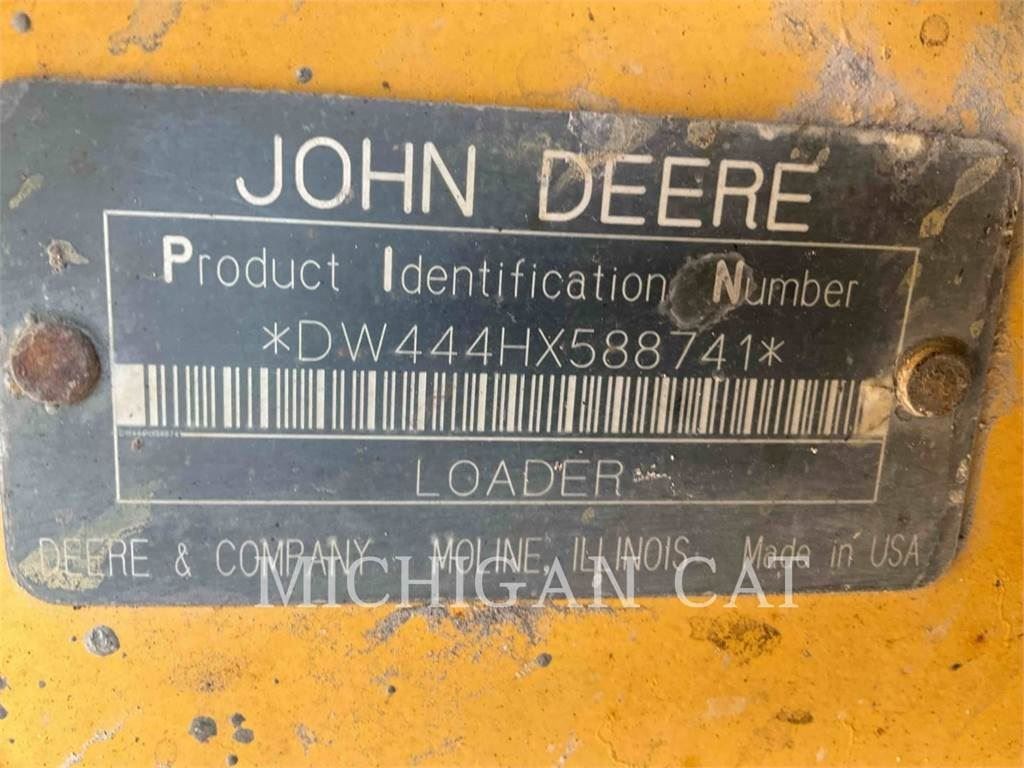 JOHN DEERE
Product Identification Number
*DW444HX588741*
LOADER
DEERE & COMPANY MOLINE, ILLINOIS Made in USA
MICHIGAN CAT